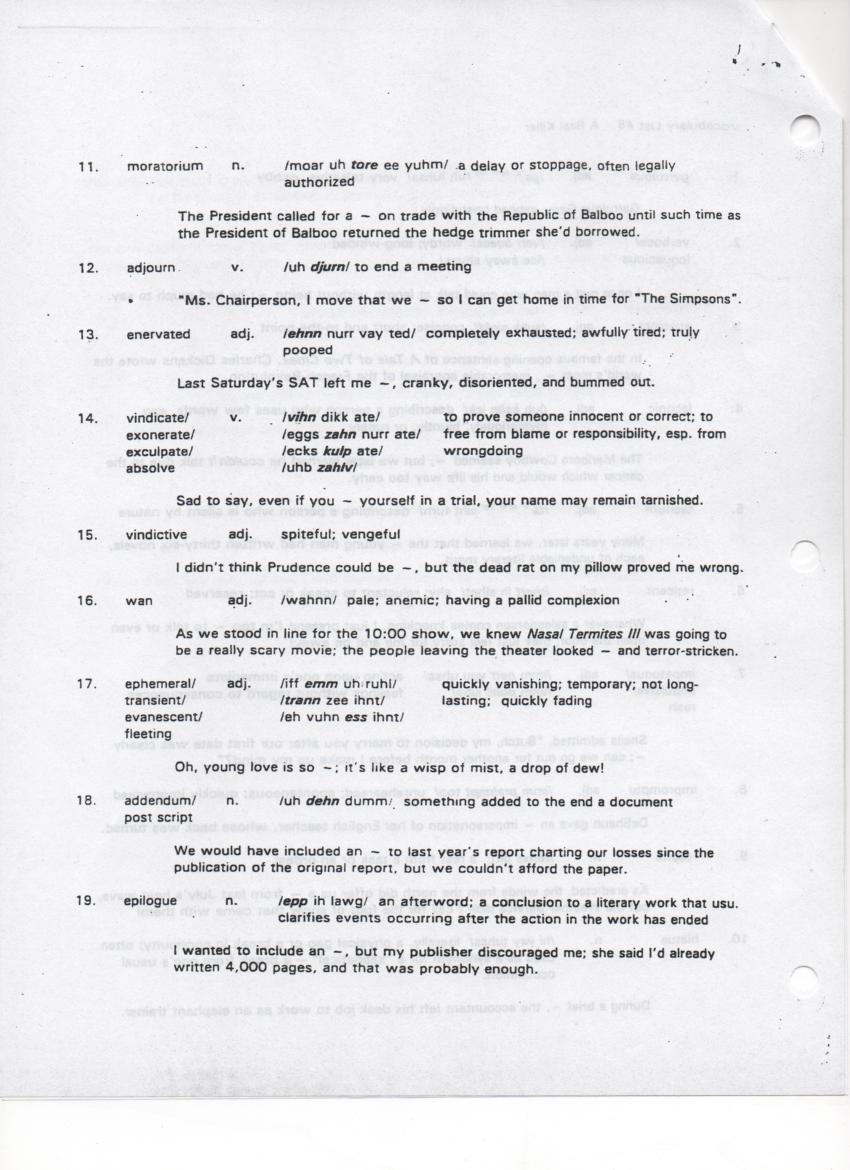 11. moratorium n. /moar uh tore ee yuhm/ a delay or stoppage, often legally
authorized
The President called for a ~ on trade with the Republic of Balboo until such time as
the President of Balboo returned the hedge trimmer she'd borrowed.
12. adjourn v. /uh djurn/ to end a meeting
"Ms. Chairperson, I move that we ~ so I can get home in time for "The Simpsons".
13. enervated adj. /ehnn nurr vay ted/ completely exhausted; awfully tired; truly
pooped
Last Saturday's SAT left me ~, cranky, disoriented, and bummed out.
14. vindicate/ v. /vihn dikk ate/ to prove someone innocent or correct; to
exonerate/ /eggs zahn nurr ate/ free from blame or responsibility, esp. from
exculpate/ /ecks kulp ate/ wrongdoing
absolve /uhb zahlv/
Sad to say, even if you ~ yourself in a trial, your name may remain tarnished.
15. vindictive adj. spiteful; vengeful
I didn't think Prudence could be ~, but the dead rat on my pillow proved me wrong.
16. wan adj. /wahnn/ pale; anemic; having a pallid complexion
As we stood in line for the 10:00 show, we knew Nasal Termites III was going to
be a really scary movie; the people leaving the theater looked ~ and terror-stricken.
17. ephemeral/ adj. /iff emm uh ruhl/ quickly vanishing; temporary; not long-
transient/ /trann zee ihnt/ lasting; quickly fading
evanescent/ /eh vuhn ess ihnt/
fleeting
Oh, young love is so ~; it's like a wisp of mist, a drop of dew!
18. addendum/ n. /uh dehn dumm/ something added to the end a document
post script
We would have included an ~ to last year's report charting our losses since the
publication of the original report, but we couldn't afford the paper.
19. epilogue n. /epp ih lawg/ an afterword; a conclusion to a literary work that usu.
clarifies events occurring after the action in the work has ended
I wanted to include an ~, but my publisher discouraged me; she said I'd already
written 4,000 pages, and that was probably enough.